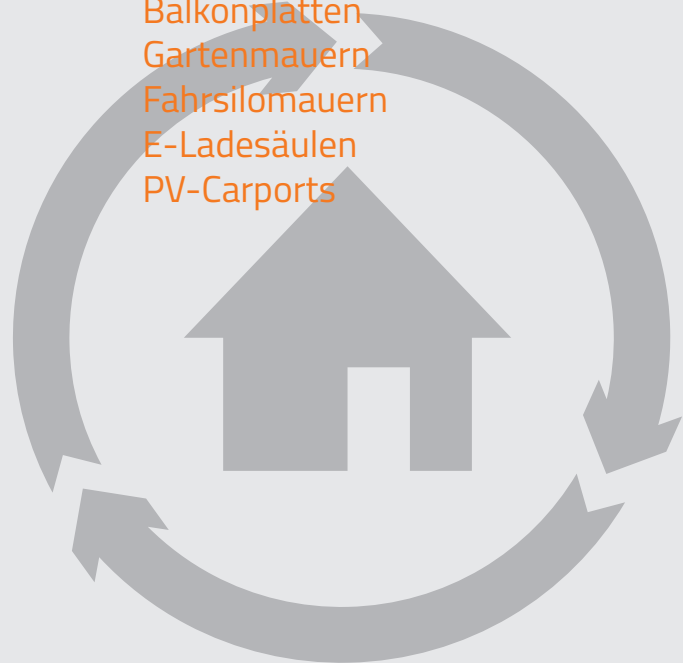 Balkonplatten
Gartenmauern
Fahrsilomauern
E-Ladesäulen
PV-Carports